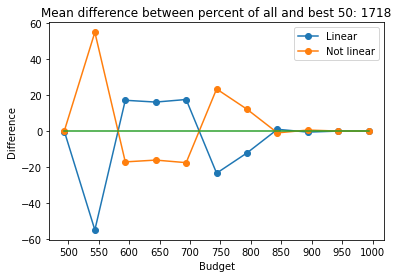 Mean difference between percent of all and best 50: 1718
Linear
Not linear
60
40
20
0
−20
−40
−60
Difference
500 550 600 650 700 750 800 850 900 950 1000
Budget